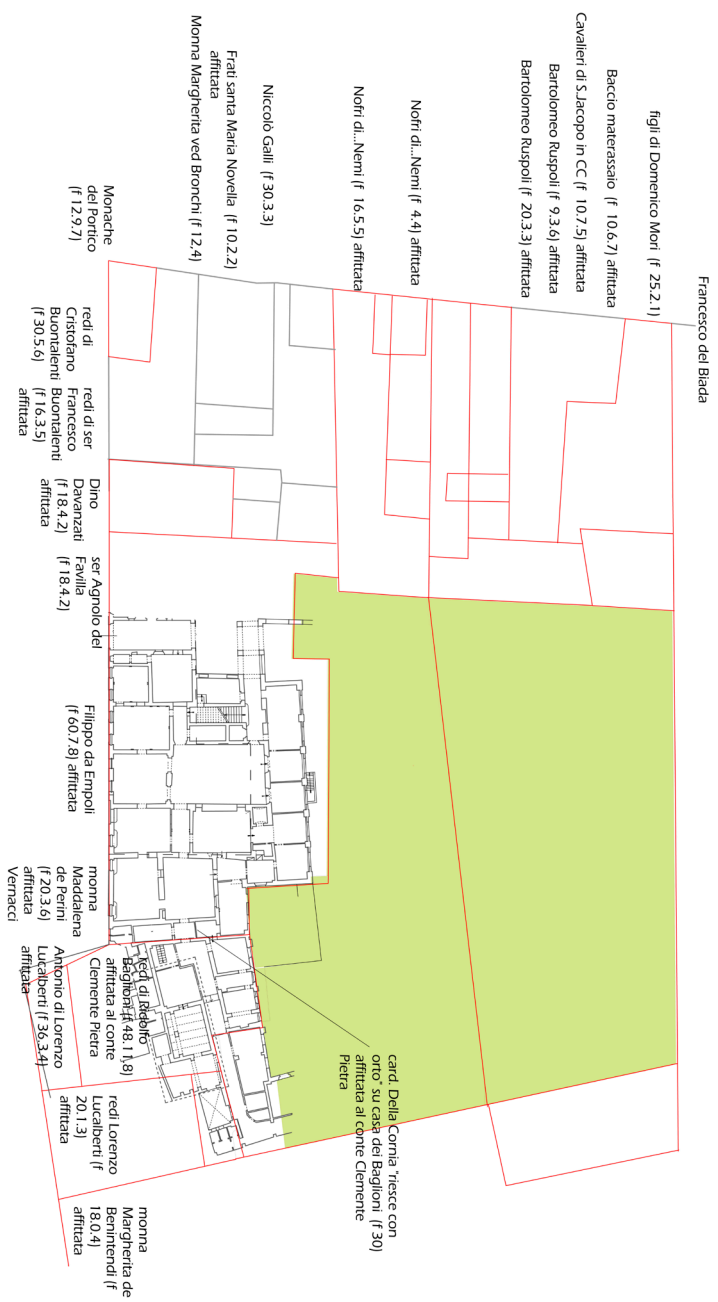 Francesco del Biada
figli di Domenico Mori (f 25.2.1)
Baccio materassaio (f 10.6.7) affittata
Cavalieri di S.Jacopo in CC (f 10.7.5) affittata
Bartolomeo Ruspoli (f 9.3.6) affittata
Bartolomeo Ruspoli (f 20.3.3) affittata
Nofri di...Nemi (f 4.4) affittata
Nofri di...Nemi (f 16.5.5) affittata
Niccolò Galli (f 30.3.3)
Frati santa Maria Novella (f 10.2.2)
affittata
Monna Margherita ved Bronchi (f 12,4)
Monache
del Portico
(f 12.9.7)
redi di
Cristofano
Buontalenti
(f 30.5.6)
redi di ser
Francesco
Buontalenti
(f 16.3.5)
affittata
Dino
Davanzati
(f 18.4.2)
affittata
ser Agnolo del
Favilla
(f 18.4.2)
Filippo da Empoli
(f 60.7.8) affittata
monna
Maddalena
de Perini
(f 20.3.6)
affittata
Vernacci
Antonio di Lorenzo
Lucalberti (f 36.3.4)
affittata
redi di Ridolfo
Baglioni (f 48.11.8)
affittata al conte
Clemente Pietra
card. Della Cornia "riesce con
orto" su casa dei Baglioni (f 30)
affittata al conte Clemente
Pietra
redi Lorenzo
Lucalberti (f
20.1.3)
affittata
monna
Margherita de
Benintendi (f
18.0.4)
affittata